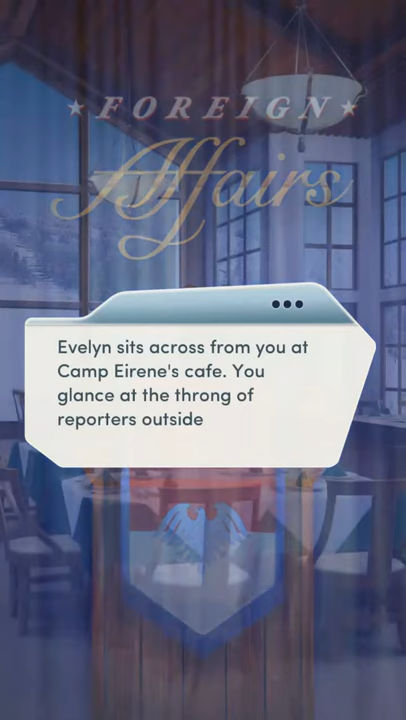 FOREIGN
Affairs
Evelyn sits across from you at
Camp Eirene's cafe. You
glance at the throng of
reporters outside